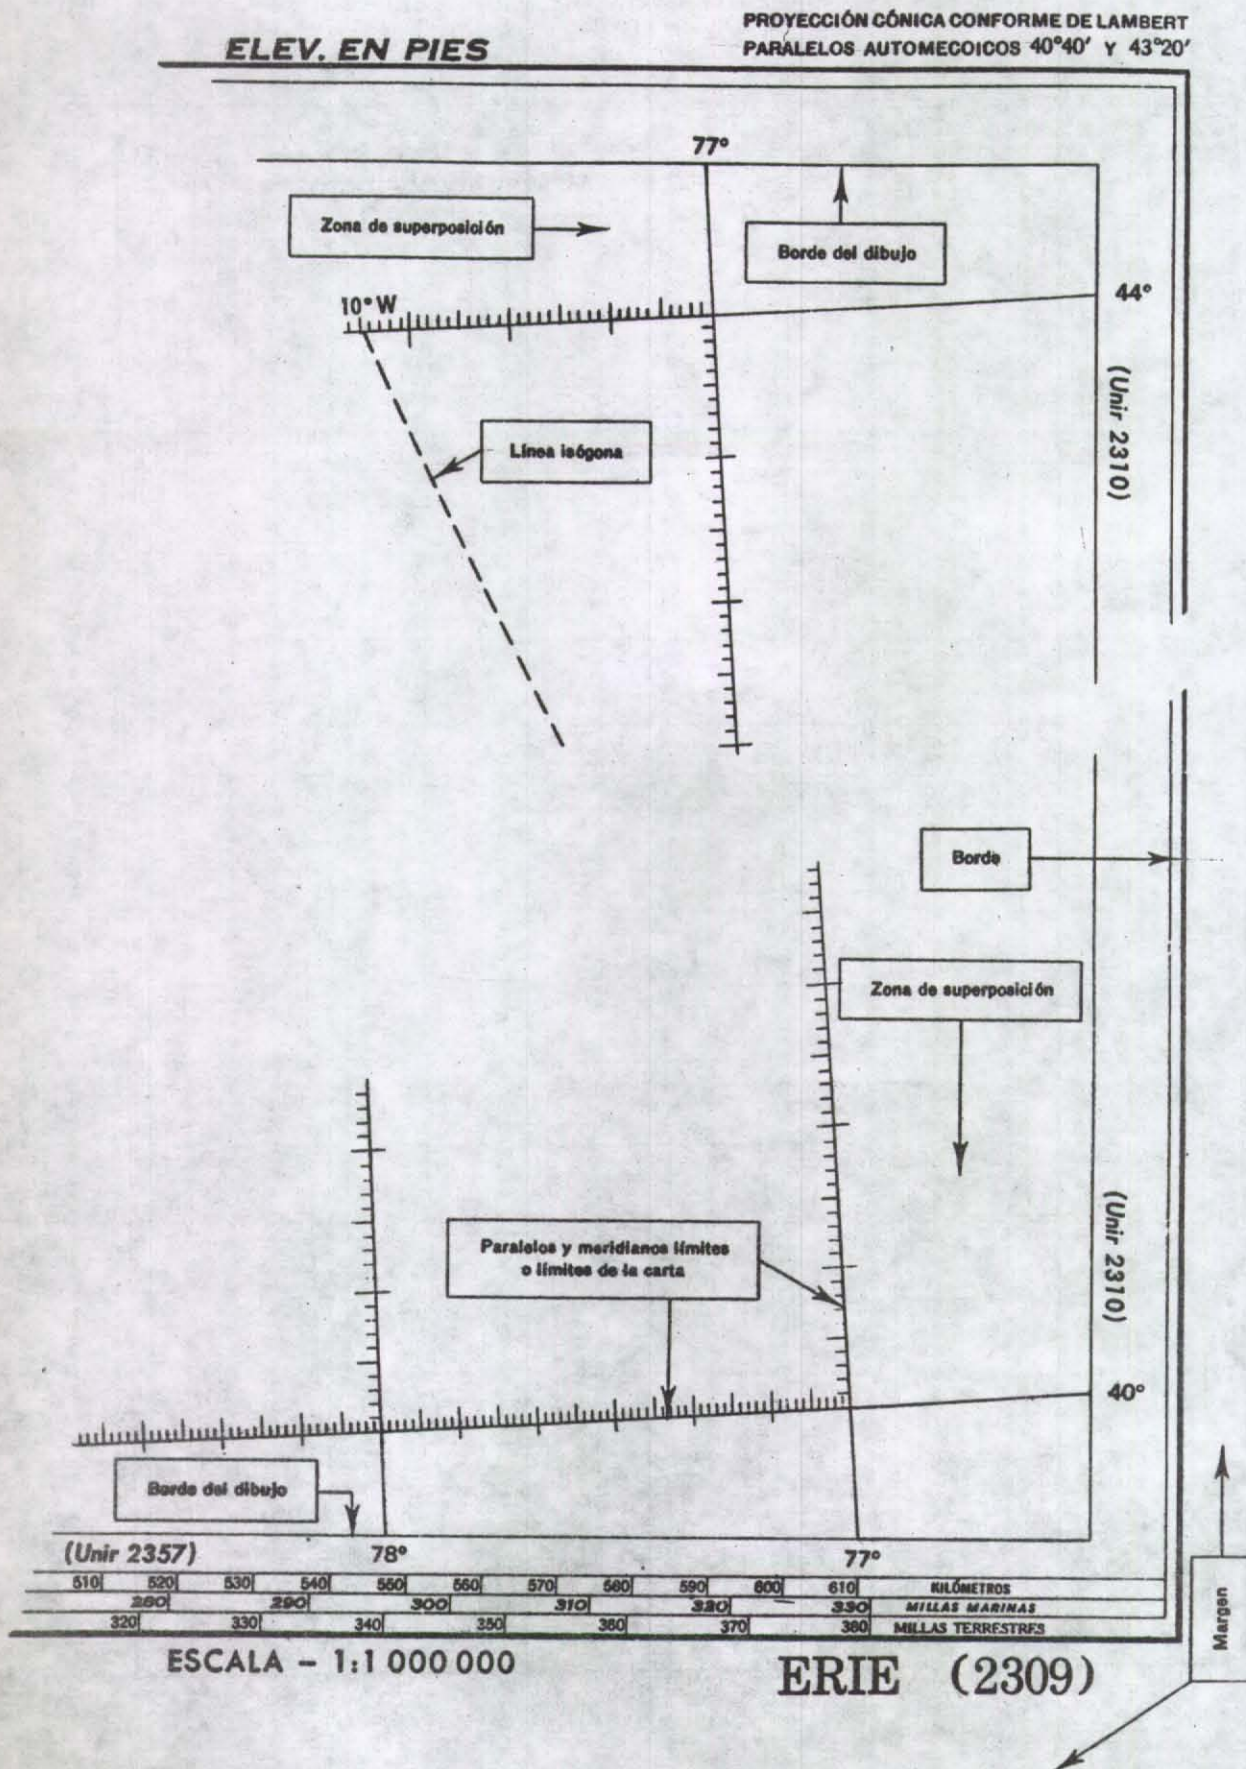 PROYECCIÓN CÓNICA CONFORME DE LAMBERT
ELEV. EN PIES
PARALELOS AUTOMECOICOS 40°40′ Y 43°20′
77°
Zona de superposición
Borde del dibujo
44°
10° W
(Unir 2310)
Línea isógona
Borde
Zona de superposición
(Unir 2310)
Paralelos y meridianos límites
o límites de la carta
40°
Borde del dibujo
(Unir 2357)
78°
77°
510 520 530 540 550 560 570 580 590 600 610 KILÓMETROS
280 290 300 310 320 330 MILLAS MARINAS
320 330 340 350 360 370 380 MILLAS TERRESTRES
Margen
ESCALA – 1:1 000 000
ERIE (2309)